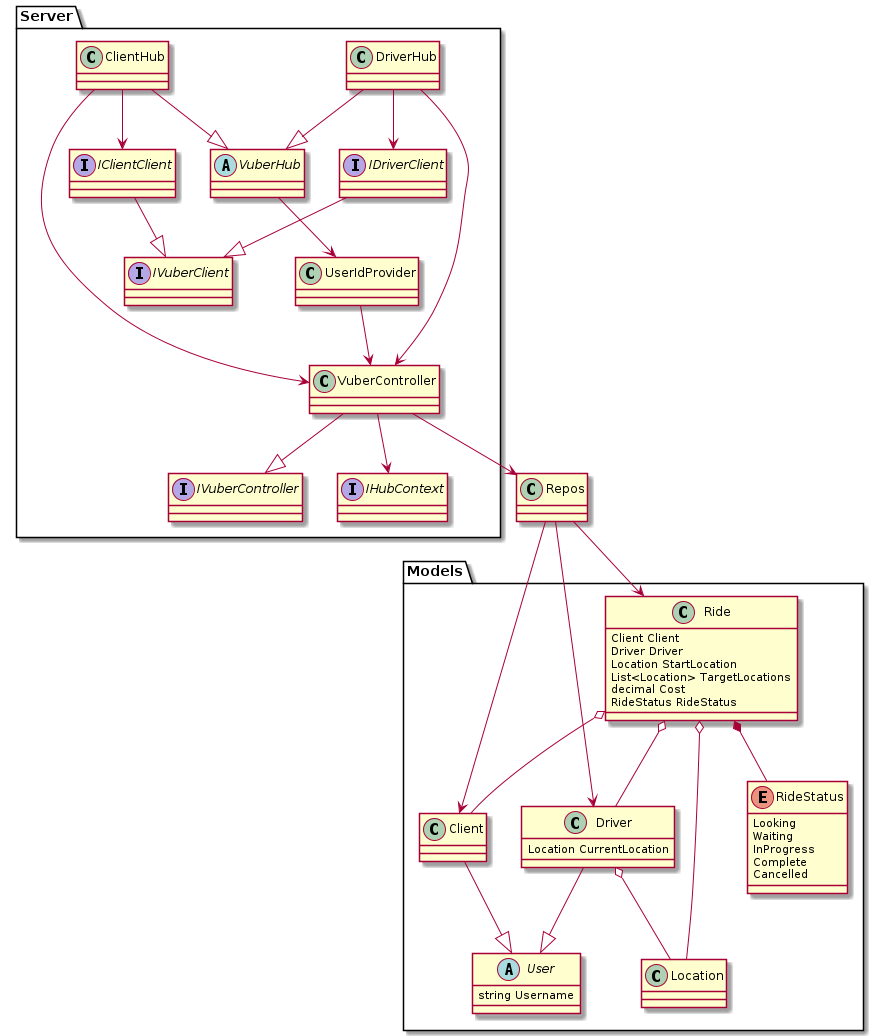 Server
C ClientHub
C DriverHub
I IClientClient
A VuberHub
I IDriverClient
I IVuberClient
C UserIdProvider
C VuberController
I IVuberController
I IHubContext
C Repos
Models
C Ride
Client Client
Driver Driver
Location StartLocation
List<Location> TargetLocations
decimal Cost
RideStatus RideStatus
C Client
C Driver
Location CurrentLocation
E RideStatus
Looking
Waiting
InProgress
Complete
Cancelled
A User
string Username
C Location